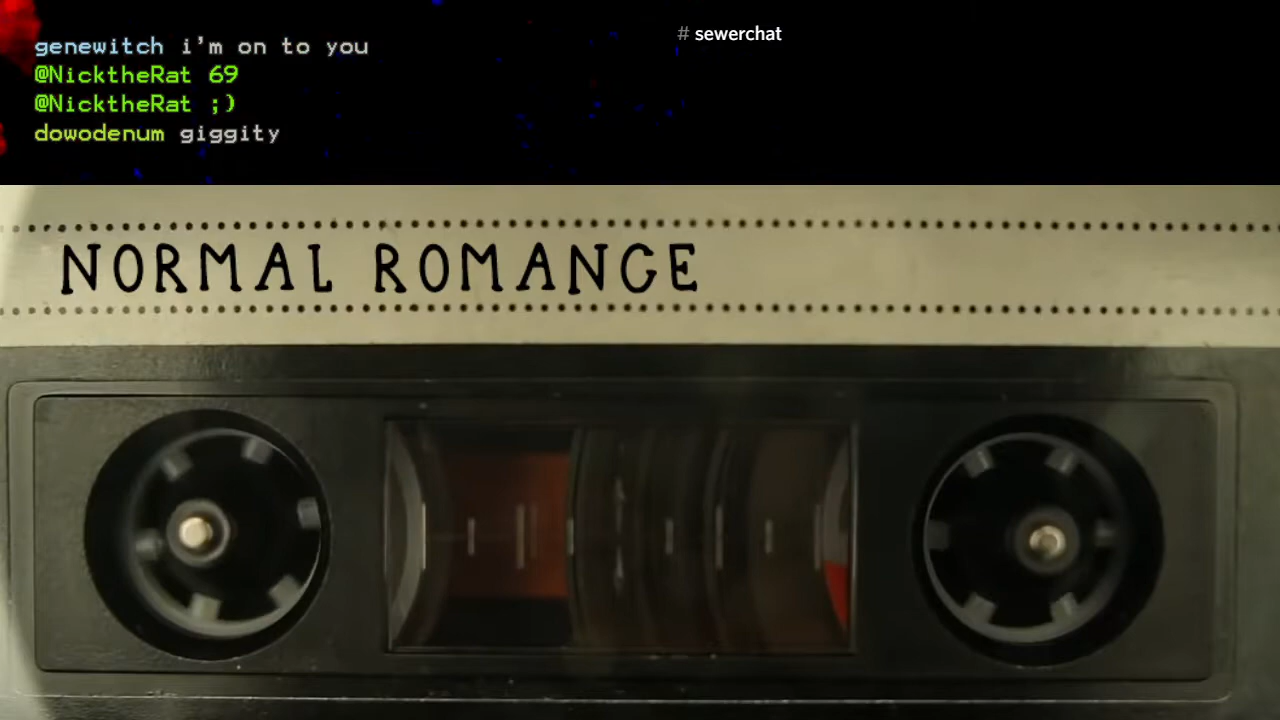 genewitch i'm on to you
@NicktheRat 69
@NicktheRat ;)
dowodenum giggity
# sewerchat
NORMAL ROMANCE